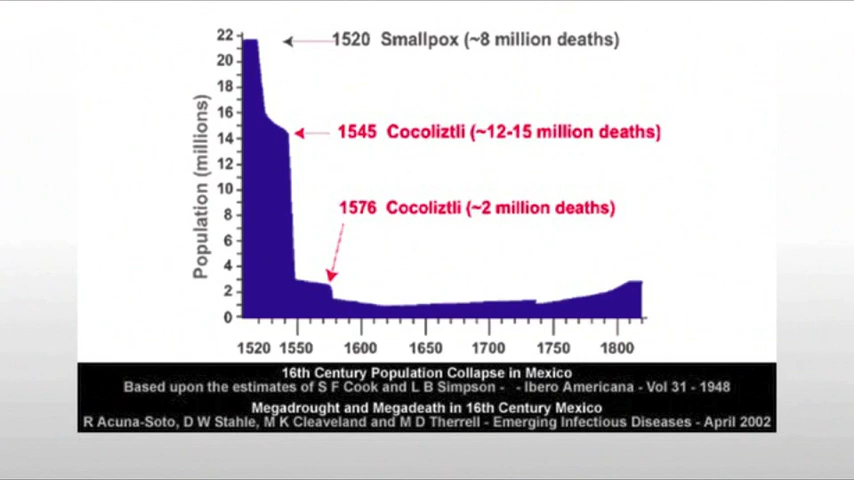 22
20
18
16
14
12
10
8
6
4
2
0
Population (millions)
1520 Smallpox (~8 million deaths)
1545 Cocoliztli (~12-15 million deaths)
1576 Cocoliztli (~2 million deaths)
1520 1550 1600 1650 1700 1750 1800
16th Century Population Collapse in Mexico
Based upon the estimates of S F Cook and L B Simpson - - Ibero Americana - Vol 31 - 1948
Megadrought and Megadeath in 16th Century Mexico
R Acuna-Soto, D W Stahle, M K Cleaveland and M D Therrell - Emerging Infectious Diseases - April 2002